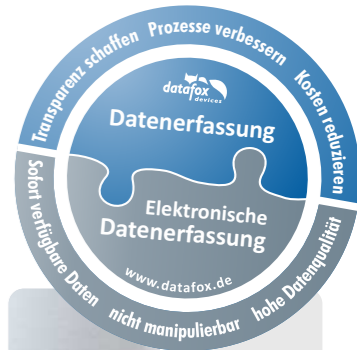 Transparenz schaffen Prozesse verbessern Kosten reduzieren
datafox
devices
Datenerfassung
Elektronische
Datenerfassung
www.datafox.de
Sofort verfügbare Daten nicht manipulierbar hohe Datenqualität